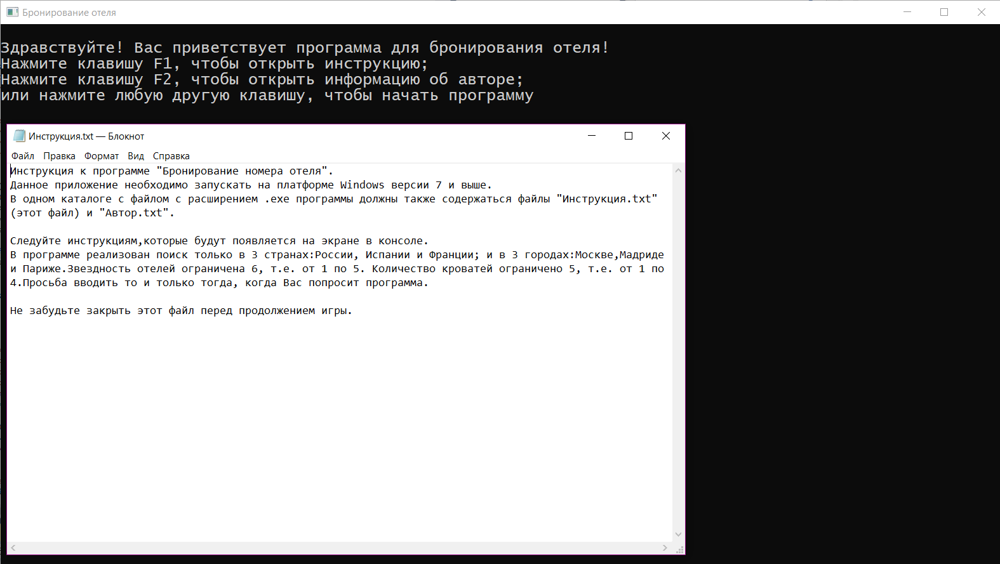 Бронирование отеля
Здравствуйте! Вас приветствует программа для бронирования отеля!
Нажмите клавишу F1, чтобы открыть инструкцию;
Нажмите клавишу F2, чтобы открыть информацию об авторе;
или нажмите любую другую клавишу, чтобы начать программу
Инструкция.txt — Блокнот
Файл Правка Формат Вид Справка
Инструкция к программе "Бронирование номера отеля".
Данное приложение необходимо запускать на платформе Windows версии 7 и выше.
В одном каталоге с файлом с расширением .exe программы должны также содержаться файлы "Инструкция.txt"
(этот файл) и "Автор.txt".
Следуйте инструкциям,которые будут появляется на экране в консоле.
В программе реализован поиск только в 3 странах:России, Испании и Франции; и в 3 городах:Москве,Мадриде
и Париже.Звездность отелей ограничена 6, т.е. от 1 по 5. Количество кроватей ограничено 5, т.е. от 1 по
4.Просьба вводить то и только тогда, когда Вас попросит программа.
Не забудьте закрыть этот файл перед продолжением игры.